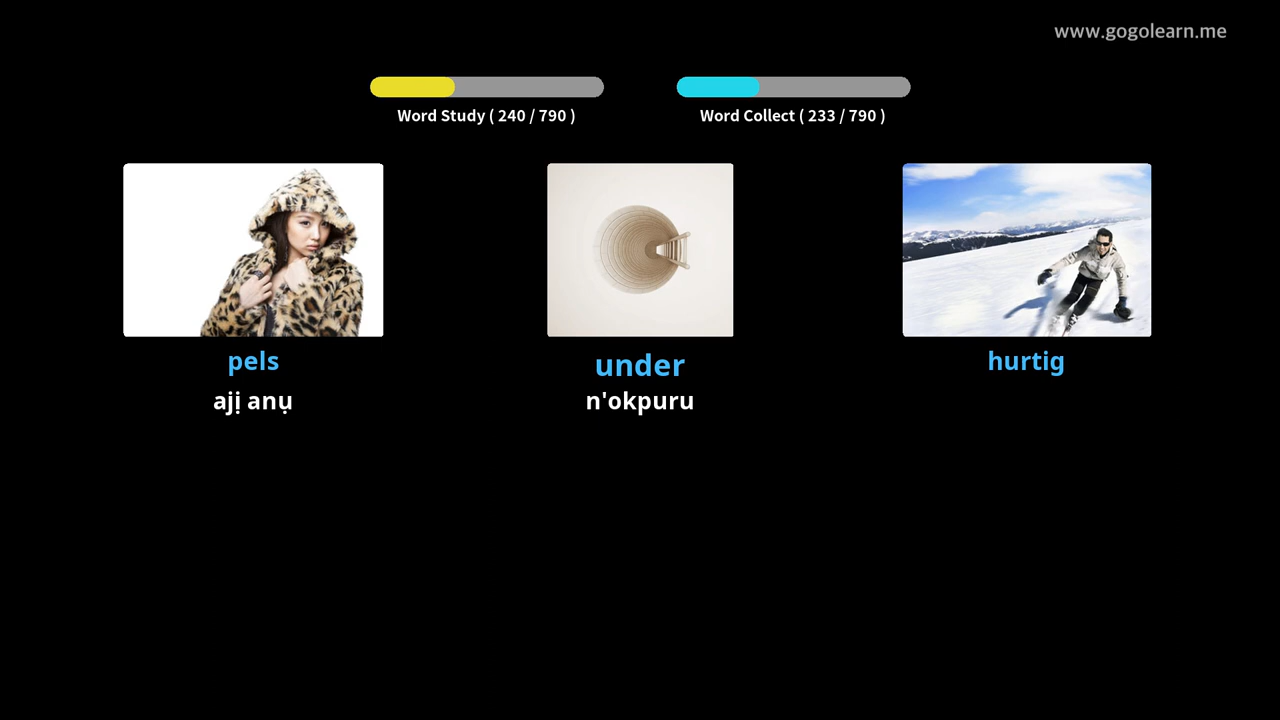 www.gogolearn.me
Word Study ( 240 / 790 )
Word Collect ( 233 / 790 )
pels
under
hurtig
ajị anụ
n'okpuru